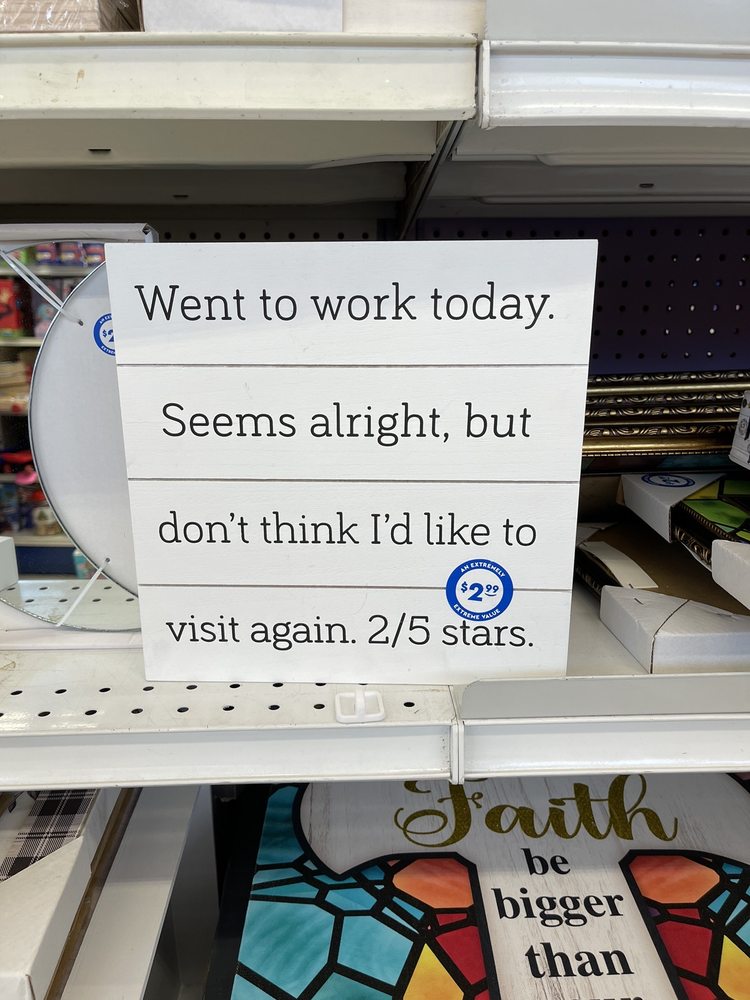 Went to work today.
Seems alright, but
don't think I'd like to
visit again. 2/5 stars.
AN EXTREMELY
$2.99
EXTREME VALUE
Faith
be
bigger
than